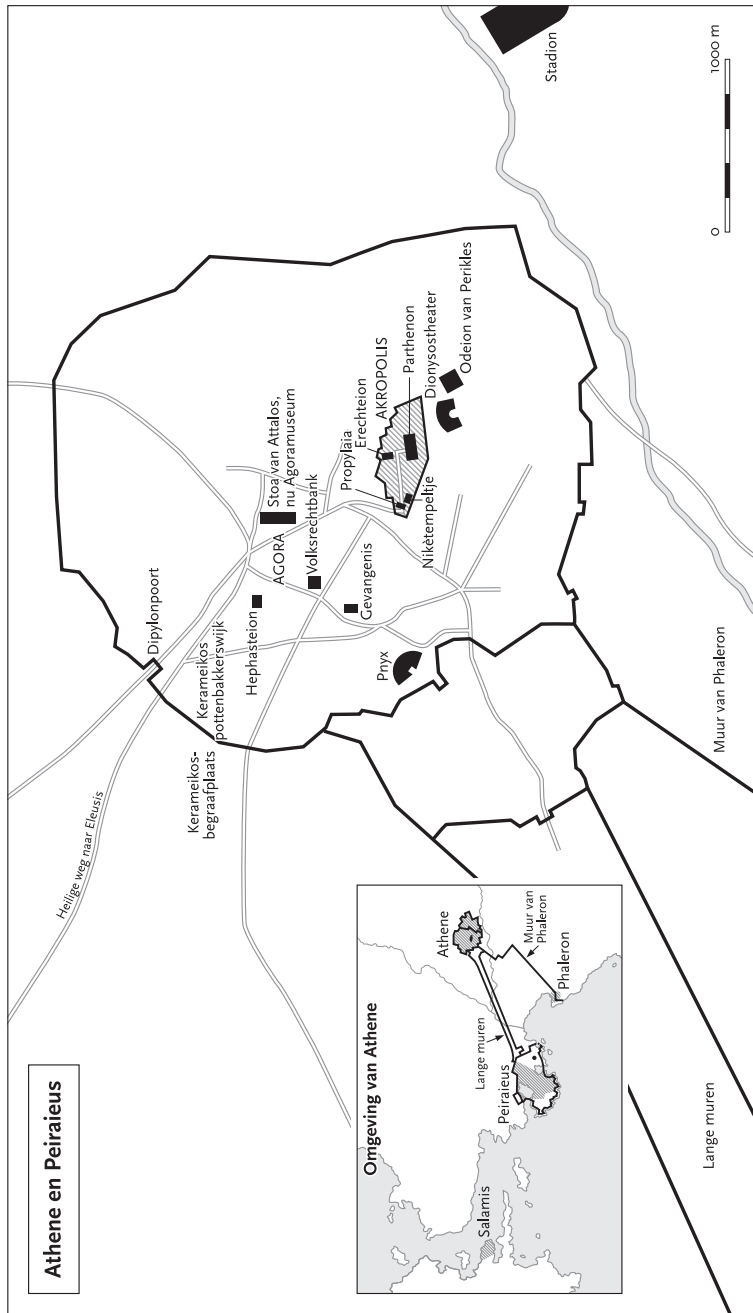 Athene en Peiraieus
Heilige weg naar Eleusis
Dipylonpoort
Kerameikos-
begraafplaats
Kerameikos
pottenbakkerswijk
Hephasteion
AGORA
Stoa van Attalos,
nu Agoramuseum
Volksrechtbank
Gevangenis
Pnyx
Propylaia
Erechteion
AKROPOLIS
Parthenon
Nikètempeltje
Dionysostheater
Odeion van Perikles
Stadion
0
1000 m
Muur van Phaleron
Lange muren
Omgeving van Athene
Athene
Muur van
Phaleron
Phaleron
Lange muren
Peiraieus
Salamis